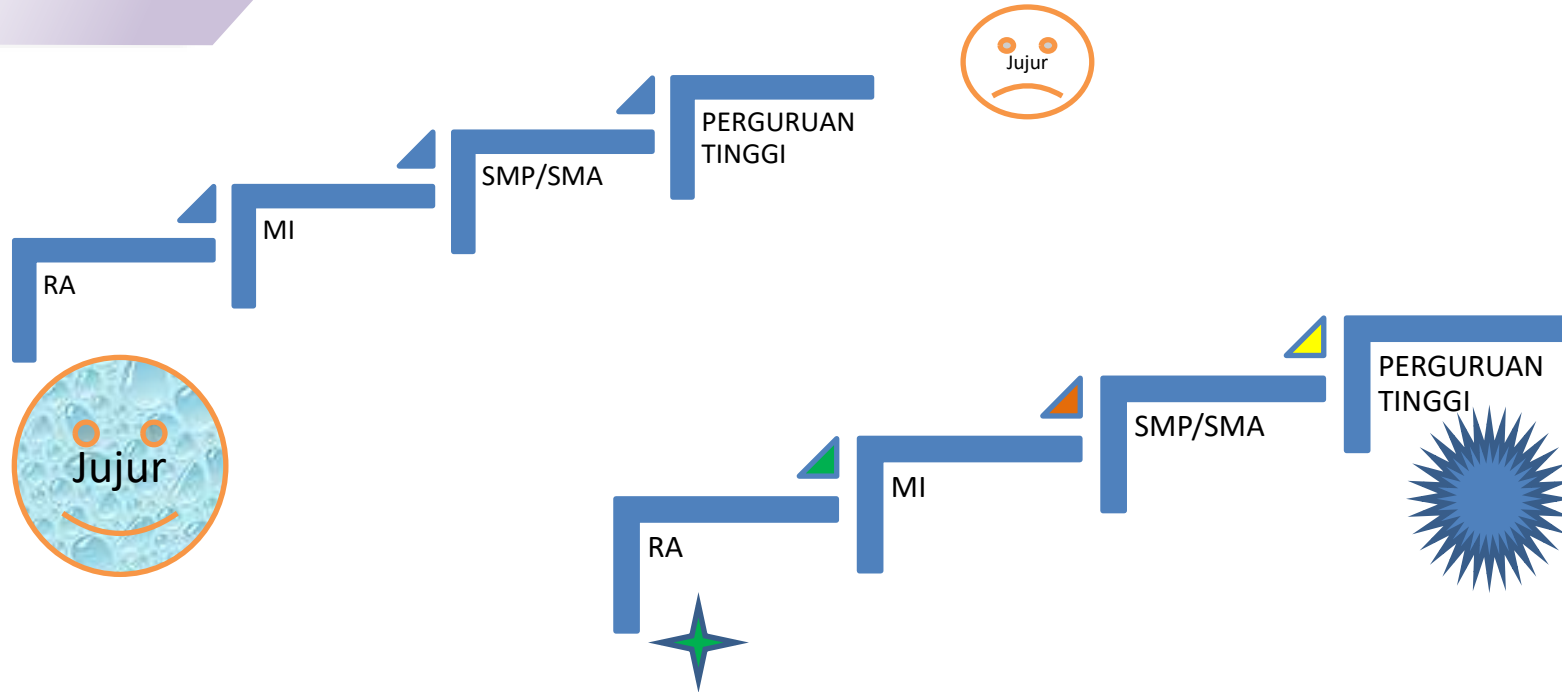 Jujur
PERGURUAN
TINGGI
SMP/SMA
MI
RA
Jujur
PERGURUAN
TINGGI
SMP/SMA
MI
RA